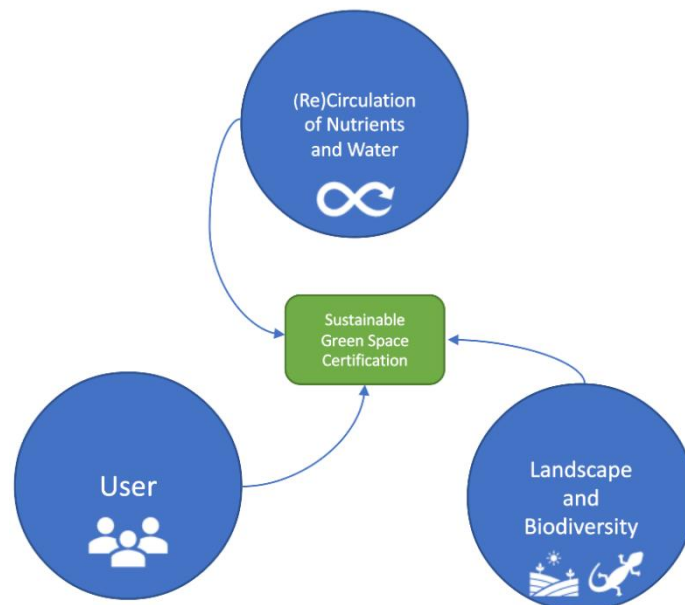 (Re)Circulation
of Nutrients
and Water
Sustainable
Green Space
Certification
User
Landscape
and
Biodiversity